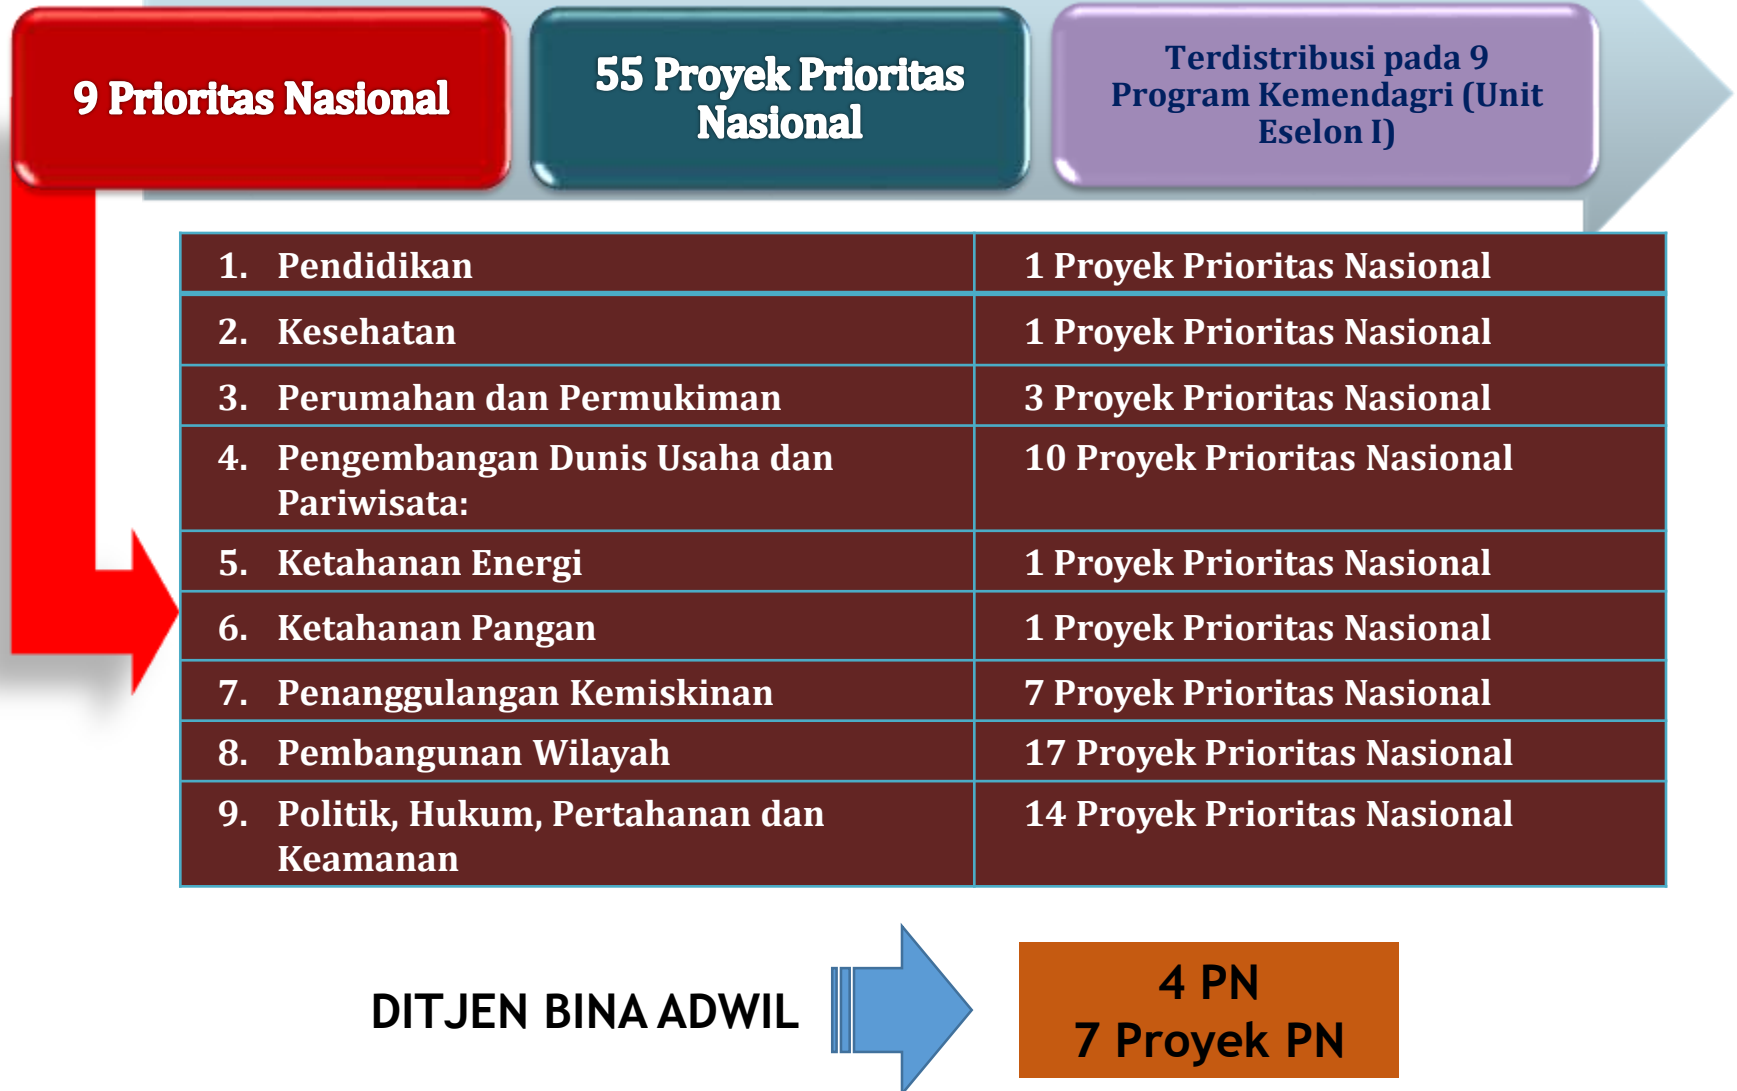 9 Prioritas Nasional
55 Proyek Prioritas
Nasional
Terdistribusi pada 9
Program Kemendagri (Unit
Eselon I)
1. Pendidikan
1 Proyek Prioritas Nasional
2. Kesehatan
1 Proyek Prioritas Nasional
3. Perumahan dan Permukiman
3 Proyek Prioritas Nasional
4. Pengembangan Dunis Usaha dan
Pariwisata:
10 Proyek Prioritas Nasional
5. Ketahanan Energi
1 Proyek Prioritas Nasional
6. Ketahanan Pangan
1 Proyek Prioritas Nasional
7. Penanggulangan Kemiskinan
7 Proyek Prioritas Nasional
8. Pembangunan Wilayah
17 Proyek Prioritas Nasional
9. Politik, Hukum, Pertahanan dan
Keamanan
14 Proyek Prioritas Nasional
DITJEN BINA ADWIL
4 PN
7 Proyek PN